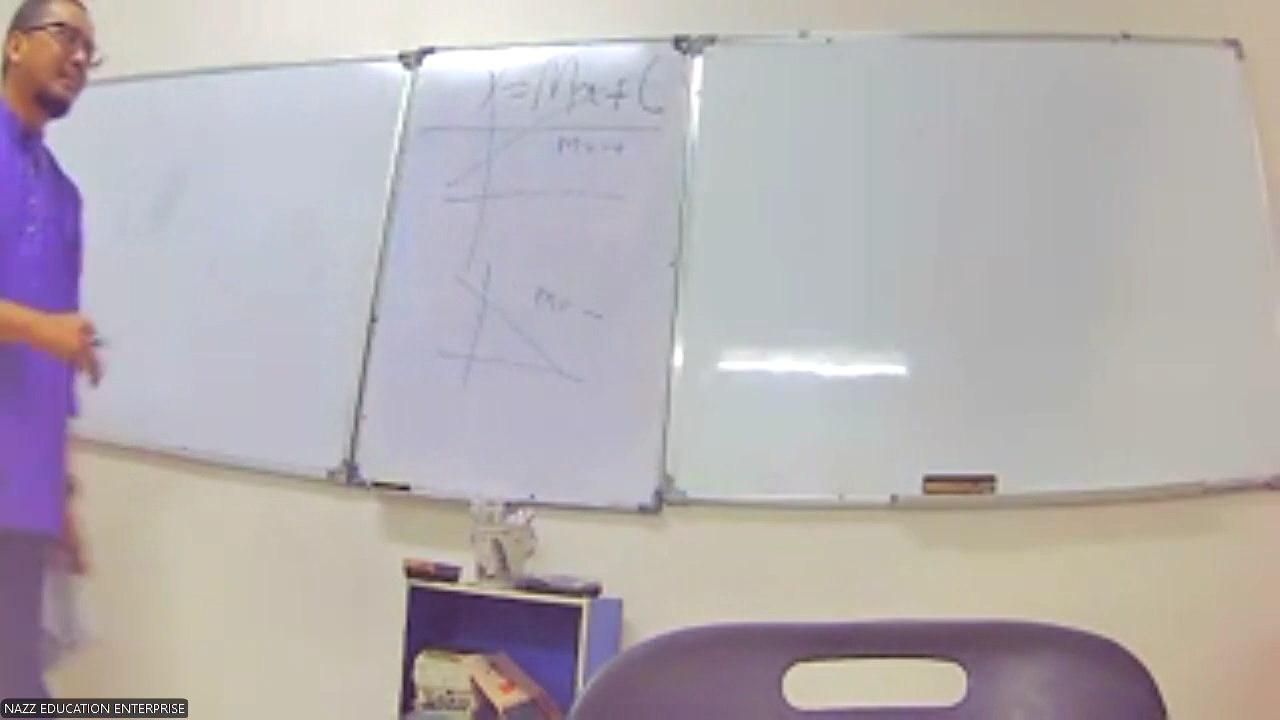 y = Mx + C
m = +
m = -
NAZZ EDUCATION ENTERPRISE